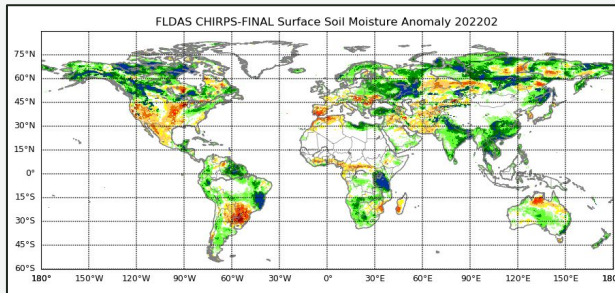 FLDAS CHIRPS-FINAL Surface Soil Moisture Anomaly 202202
75°N
60°N
45°N
30°N
15°N
0°
15°S
30°S
45°S
60°S
180° 150°W 120°W 90°W 60°W 30°W 0° 30°E 60°E 90°E 120°E 150°E 180